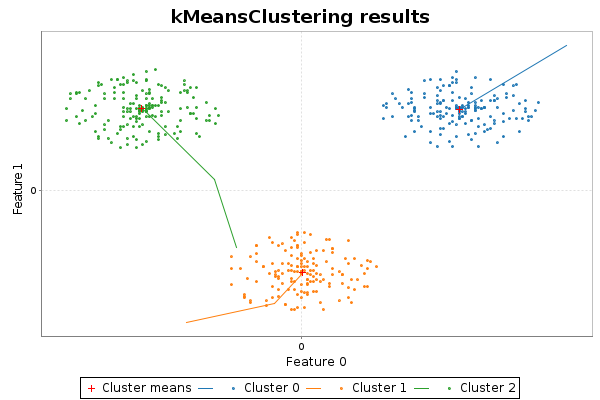 kMeansClustering results
Feature 1
0
0
Feature 0
Cluster means Cluster 0 Cluster 1 Cluster 2